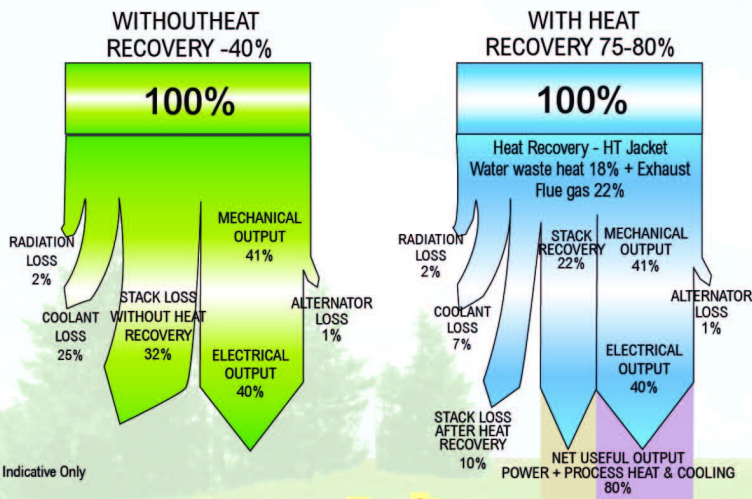 WITHOUTHEAT
RECOVERY -40%
100%
MECHANICAL
OUTPUT
41%
RADIATION
LOSS
2%
COOLANT
LOSS
25%
STACK LOSS
WITHOUT HEAT
RECOVERY
32%
ALTERNATOR
LOSS
1%
ELECTRICAL
OUTPUT
40%
Indicative Only
WITH HEAT
RECOVERY 75-80%
100%
Heat Recovery - HT Jacket
Water waste heat 18% + Exhaust
Flue gas 22%
RADIATION
LOSS
2%
STACK
RECOVERY
22%
MECHANICAL
OUTPUT
41%
COOLANT
LOSS
7%
ALTERNATOR
LOSS
1%
ELECTRICAL
OUTPUT
40%
STACK LOSS
AFTER HEAT
RECOVERY
10%
NET USEFUL OUTPUT
POWER + PROCESS HEAT & COOLING
80%